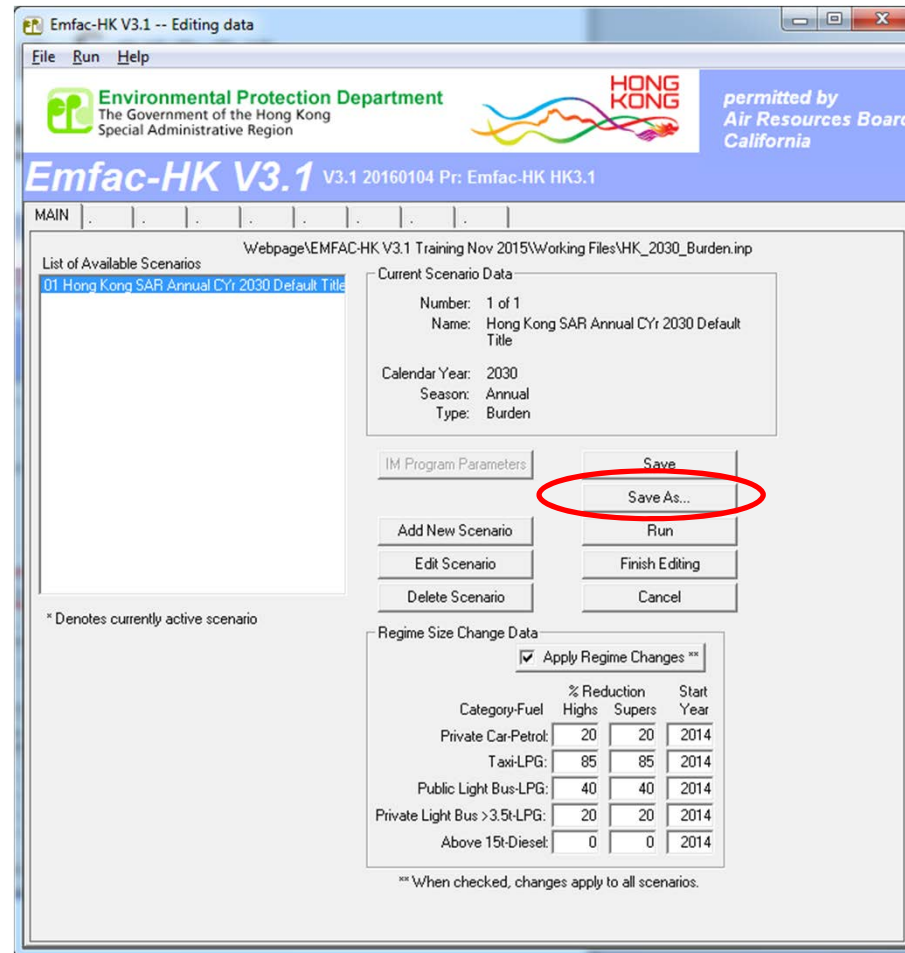 Emfac-HK V3.1 -- Editing data
File Run Help
Environmental Protection Department
The Government of the Hong Kong
Special Administrative Region
HONG
KONG
permitted by
Air Resources Board
California
Emfac-HK V3.1 V3.1 20160104 Pr: Emfac-HK HK3.1
MAIN . . . . . . . .
Webpage\EMFAC-HK V3.1 Training Nov 2015\Working Files\HK_2030_Burden.inp
List of Available Scenarios
01 Hong Kong SAR Annual CYr 2030 Default Title
* Denotes currently active scenario
Current Scenario Data
Number: 1 of 1
Name: Hong Kong SAR Annual CYr 2030 Default
Title
Calendar Year: 2030
Season: Annual
Type: Burden
IM Program Parameters Save
Save As...
Add New Scenario Run
Edit Scenario Finish Editing
Delete Scenario Cancel
Regime Size Change Data
Apply Regime Changes **
% Reduction Start
Category-Fuel Highs Supers Year
Private Car-Petrol: 20 20 2014
Taxi-LPG: 85 85 2014
Public Light Bus-LPG: 40 40 2014
Private Light Bus >3.5t-LPG: 20 20 2014
Above 15t-Diesel: 0 0 2014
** When checked, changes apply to all scenarios.